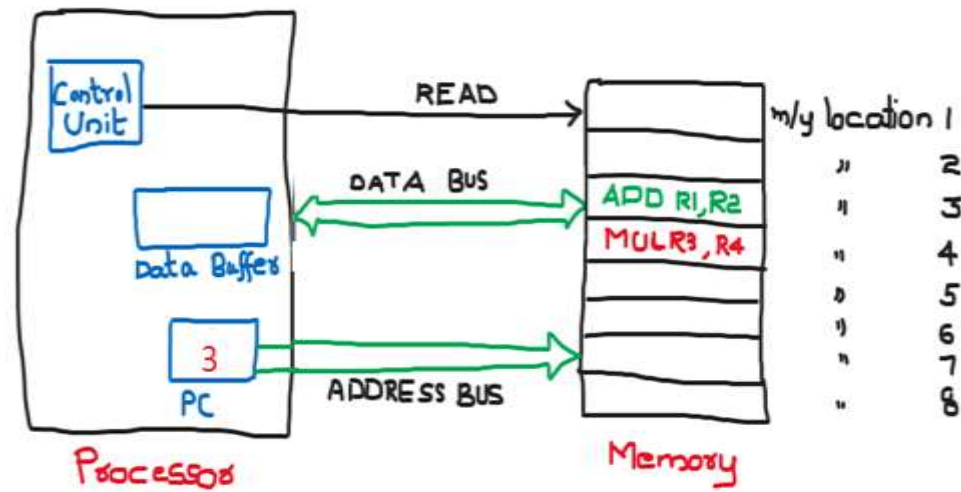 Control
Unit
READ
m/y location 1
" 2
DATA BUS
ADD R1,R2
" 3
MUL R3, R4
" 4
Data Buffer
" 5
" 6
3
" 7
PC
ADDRESS BUS
" 8
Processor
Memory